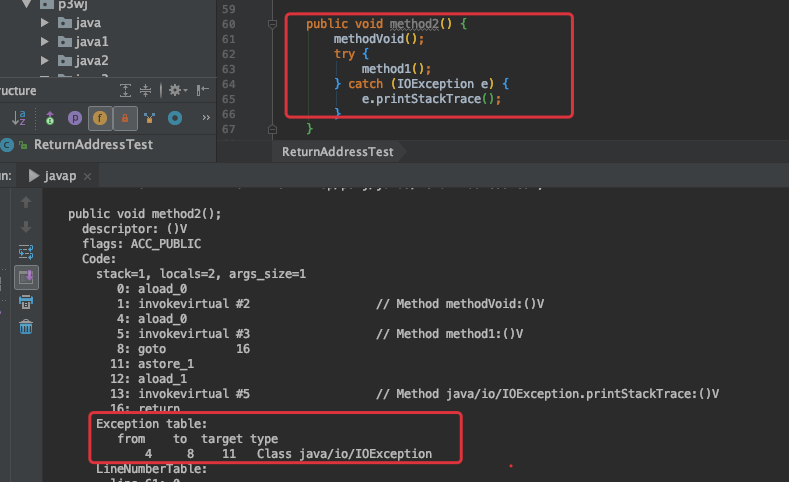 p3wj
java
java1
java2
ructure
ReturnAddressTest
59
60 public void method2() {
61 methodVoid();
62 try {
63 method1();
64 } catch (IOException e) {
65 e.printStackTrace();
66 }
67 }
ReturnAddressTest
n: javap
public void method2();
descriptor: ()V
flags: ACC_PUBLIC
Code:
stack=1, locals=2, args_size=1
0: aload_0
1: invokevirtual #2 // Method methodVoid:()V
4: aload_0
5: invokevirtual #3 // Method method1:()V
8: goto 16
11: astore_1
12: aload_1
13: invokevirtual #5 // Method java/io/IOException.printStackTrace:()V
16: return
Exception table:
from to target type
4 8 11 Class java/io/IOException
LineNumberTable: